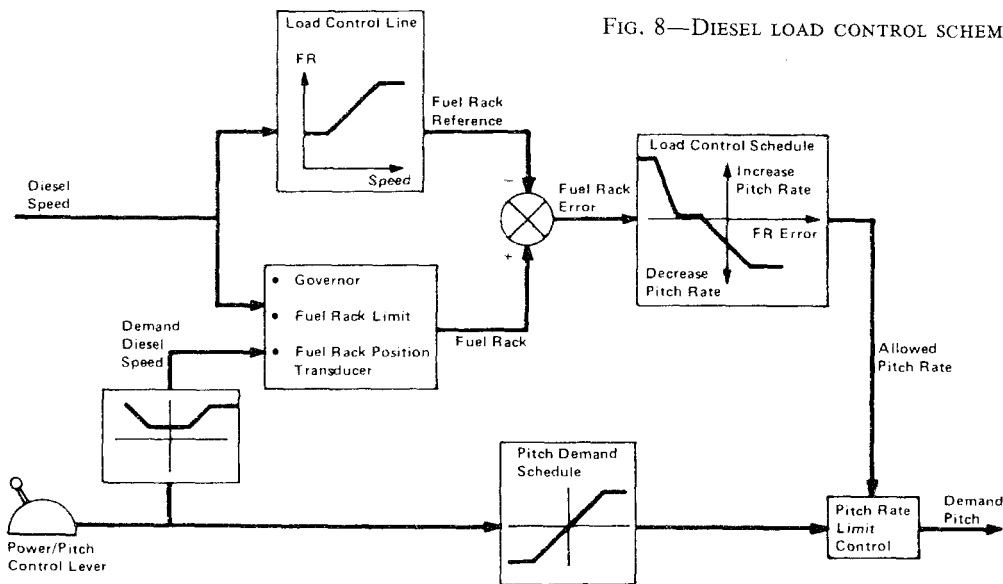 FIG. 8—DIESEL LOAD CONTROL SCHEM
Load Control Line
FR
Speed
Fuel Rack
Reference
Diesel
Speed
Fuel Rack
Error
Load Control Schedule
Increase
Pitch Rate
FR Error
Decrease
Pitch Rate
−
+
• Governor
• Fuel Rack Limit
• Fuel Rack Position
Transducer
Fuel Rack
Demand
Diesel
Speed
Allowed
Pitch Rate
Pitch Demand
Schedule
Power/Pitch
Control Lever
Pitch Rate
Limit
Control
Demand
Pitch